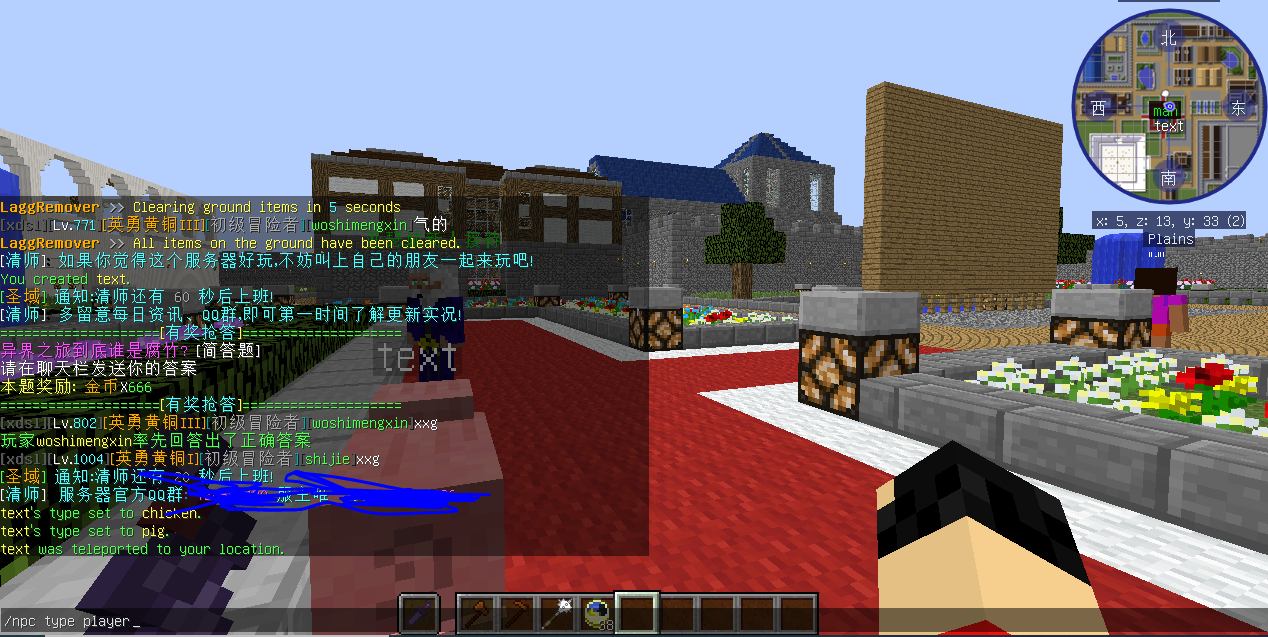 LaggRemover >> Clearing ground items in 5 seconds
[xdsl][Lv.771][英勇黄铜III][初级冒险者][woshimengxin]气的
LaggRemover >> All items on the ground have been cleared.
[清师] 如果你觉得这个服务器好玩,不妨叫上自己的朋友一起来玩吧!
You created text.
[圣域] 通知:清师还有 60 秒后上班!
[清师] 多留意每日资讯、QQ群,即可第一时间了解更新实况!
====================[有奖抢答]====================
异界之旅到底谁是腐竹? [简答题]
请在聊天栏发送你的答案
本题奖励: 金币X666
====================[有奖抢答]====================
[xdsl][Lv.802][英勇黄铜III][初级冒险者][woshimengxin]xxg
玩家woshimengxin率先回答出了正确答案
[xdsl][Lv.1004][英勇黄铜I][初级冒险者][shijie]xxg
[圣域] 通知:清师还有 20 秒后上班!
[清师] 服务器官方QQ群: 服主唯
text's type set to chicken.
text's type set to pig.
text was teleported to your location.
/npc type player_
text
38
北
西
东
man
text
南
x: 5, z: 13, y: 33 (2)
Plains